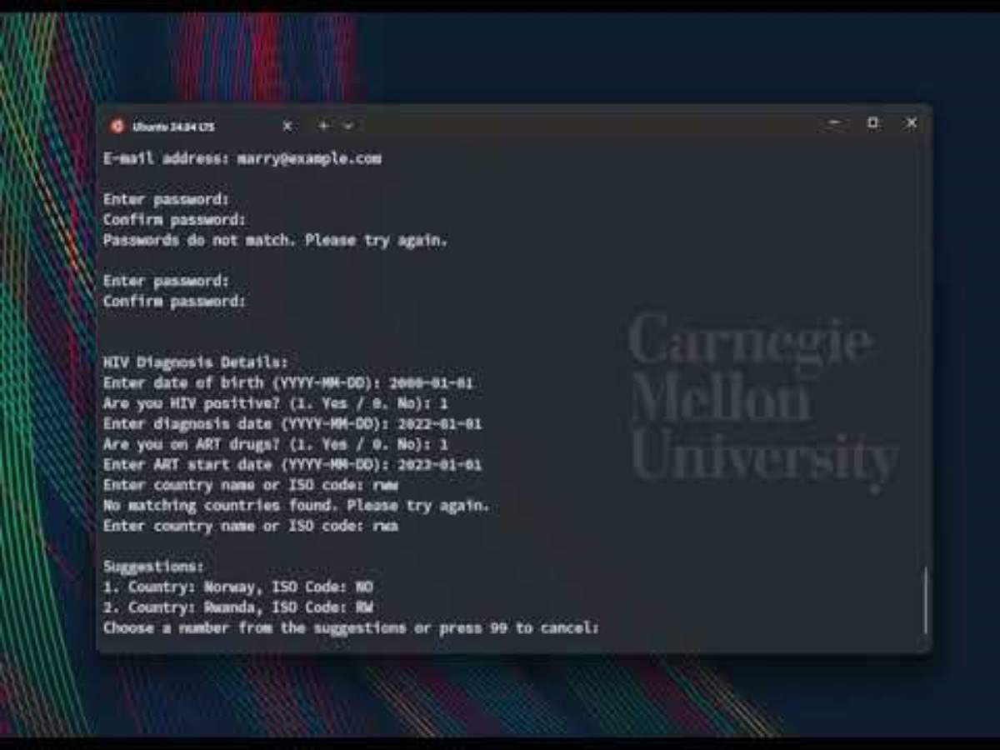 Ubuntu 24.04 LTS
E-mail address: marry@example.com
Enter password:
Confirm password:
Passwords do not match. Please try again.
Enter password:
Confirm password:
HIV Diagnosis Details:
Enter date of birth (YYYY-MM-DD): 2000-01-01
Are you HIV positive? (1. Yes / 0. No): 1
Enter diagnosis date (YYYY-MM-DD): 2022-01-01
Are you on ART drugs? (1. Yes / 0. No): 1
Enter ART start date (YYYY-MM-DD): 2023-01-01
Enter country name or ISO code: rww
No matching countries found. Please try again.
Enter country name or ISO code: rwa
Suggestions:
1. Country: Norway, ISO Code: NO
2. Country: Rwanda, ISO Code: RW
Choose a number from the suggestions or press 99 to cancel:
Carnegie
Mellon
University